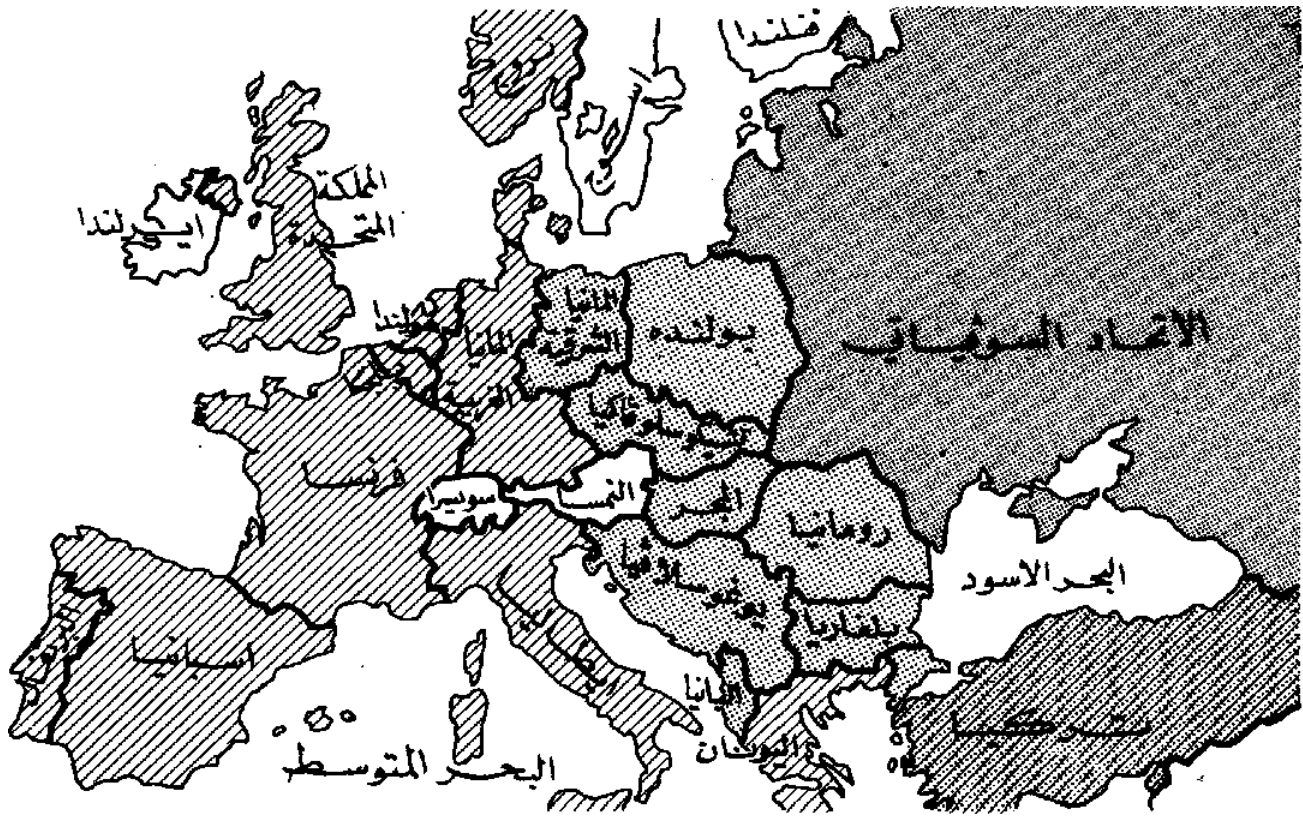 فنلندا
المملكة
المتحدة
ايرلندا
هولندا
المانيا
الغربية
المانيا
الشرقية
بولنده
الاتحاد السوفياتي
تشيكوسلوفاكيا
فرنسا
سويسرا
النمسا
المجر
رومانيا
يوغوسلافيا
البحر الاسود
بلغاريا
اسبانيا
البانيا
تركيا
اليونان
البحر المتوسط